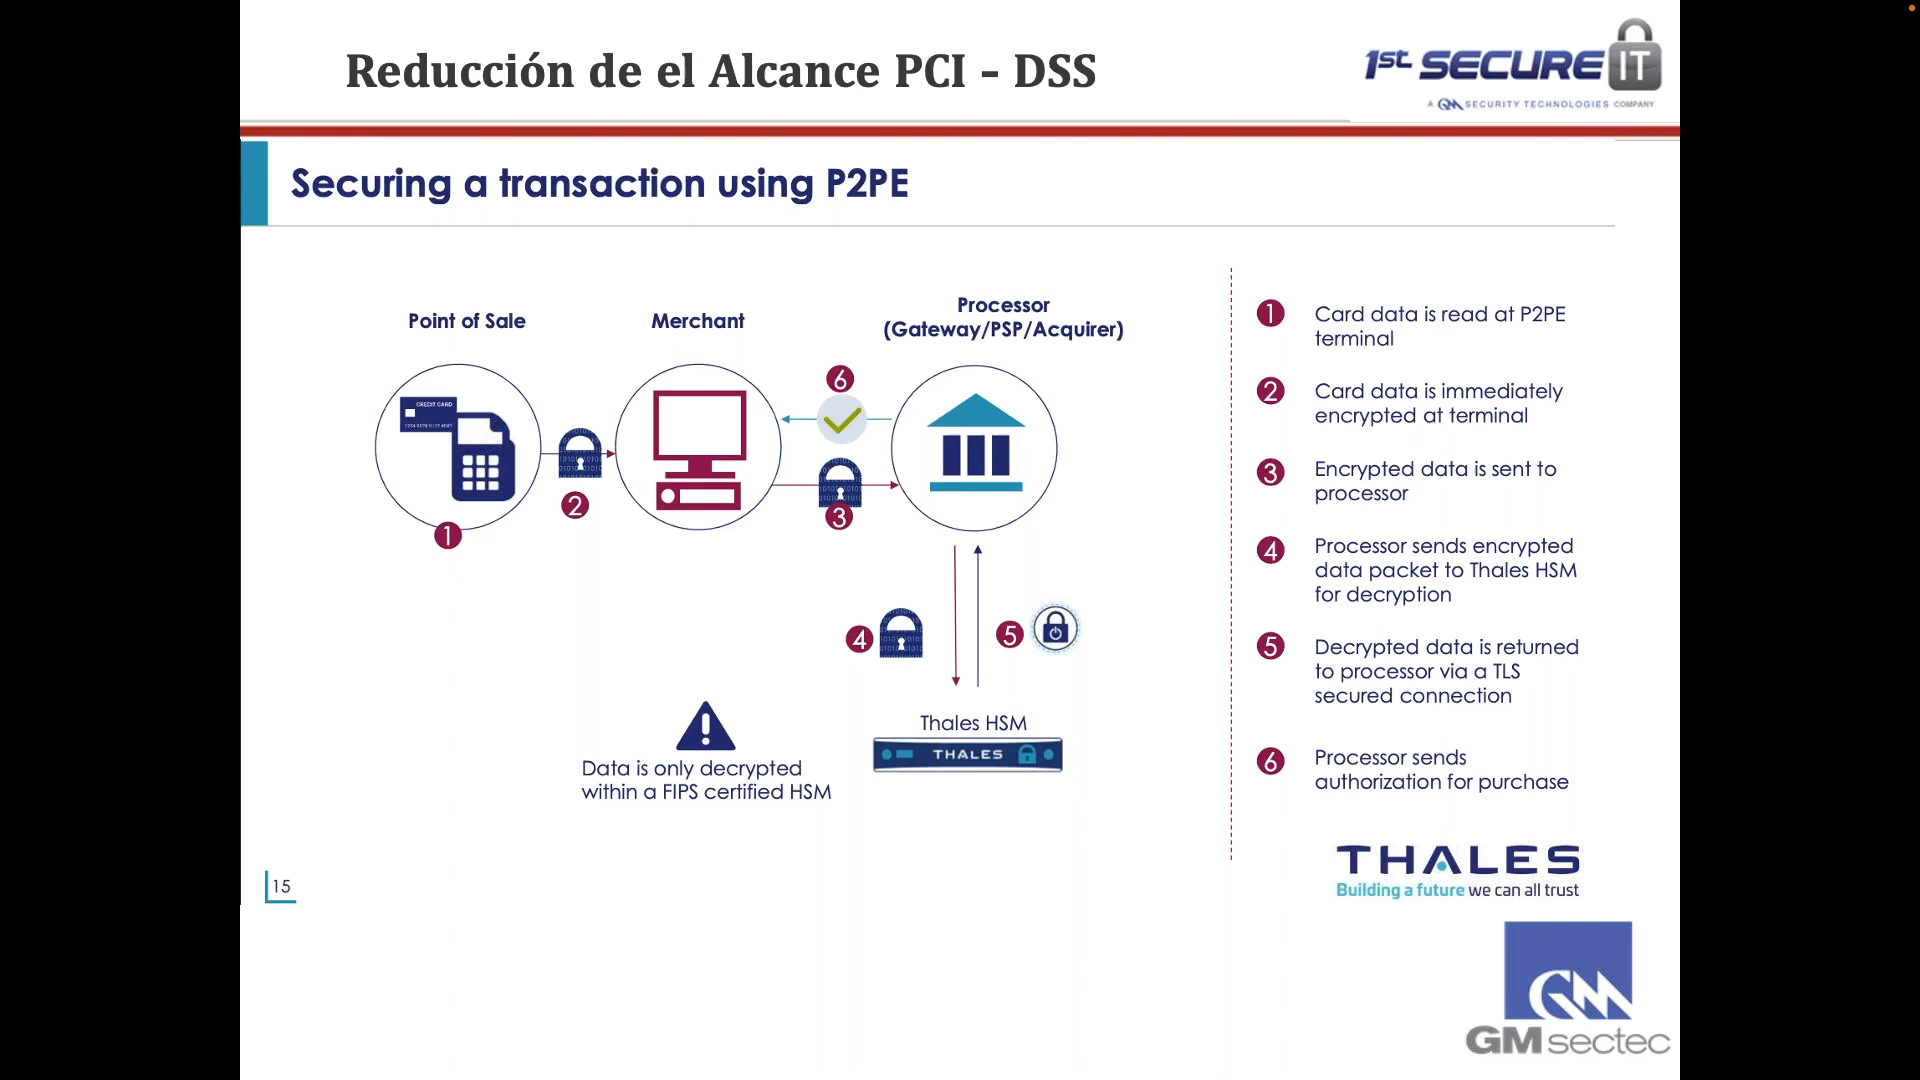 Reducción de el Alcance PCI - DSS
1st SECURE IT
A GM SECURITY TECHNOLOGIES COMPANY
Securing a transaction using P2PE
Point of Sale
Merchant
Processor
(Gateway/PSP/Acquirer)
CREDIT CARD
6
2
3
1
4
5
Data is only decrypted
within a FIPS certified HSM
Thales HSM
THALES
1 Card data is read at P2PE
terminal
2 Card data is immediately
encrypted at terminal
3 Encrypted data is sent to
processor
4 Processor sends encrypted
data packet to Thales HSM
for decryption
5 Decrypted data is returned
to processor via a TLS
secured connection
6 Processor sends
authorization for purchase
THALES
Building a future we can all trust
15
GM
GM sectec